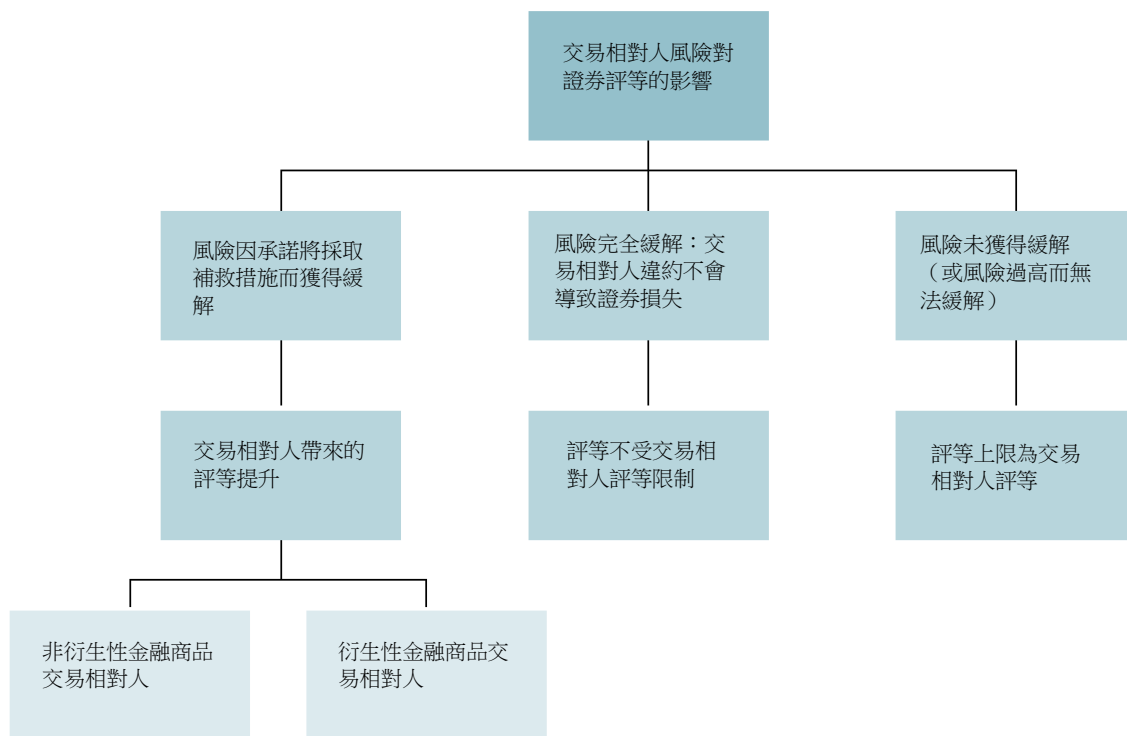 交易相對人風險對
證券評等的影響
風險因承諾將採取
補救措施而獲得緩
解
風險完全緩解：交
易相對人違約不會
導致證券損失
風險未獲得緩解
（或風險過高而無
法緩解）
交易相對人帶來的
評等提升
評等不受交易相
對人評等限制
評等上限為交易
相對人評等
非衍生性金融商品
交易相對人
衍生性金融商品交
易相對人